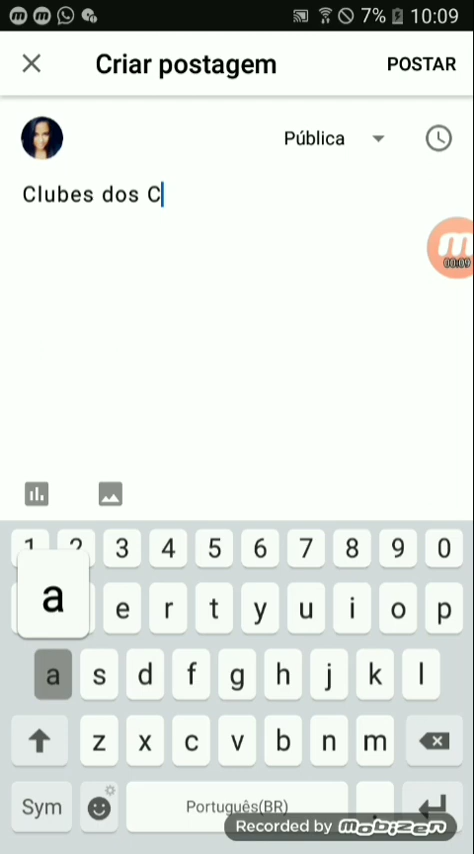 7% 10:09
Criar postagem POSTAR
Pública
Clubes dos C
00:09
1 2 3 4 5 6 7 8 9 0
a e r t y u i o p
a s d f g h j k l
z x c v b n m
Sym Português(BR) .
Recorded by mobizen